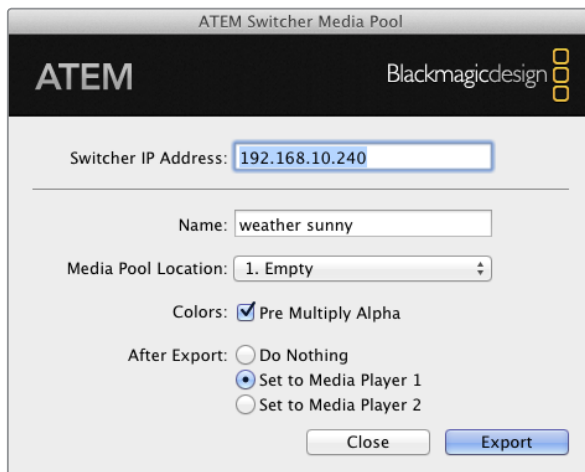 ATEM Switcher Media Pool
ATEM
Blackmagicdesign
Switcher IP Address: 192.168.10.240
Name: weather sunny
Media Pool Location: 1. Empty
Colors: Pre Multiply Alpha
After Export: Do Nothing
Set to Media Player 1
Set to Media Player 2
Close Export